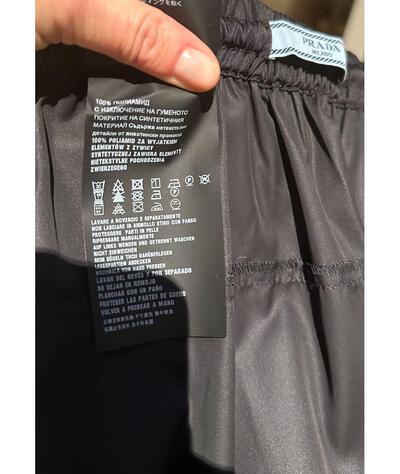 PRADA
MILANO
100% ПОЛИАМИД
С ИЗКЛЮЧЕНИЕ НА ГУМЕНОТО
ПОКРИТИЕ НА СИНТЕТИЧНИЯ
МАТЕРИАЛ Съдържа нетекстилни
детайли от животински произход
100% POLIAMID ZA WYJĄTKIEM
ELEMENTÓW Z ŻYWICY
SYNTETYCZNEJ ZAWIERA ELEMENTY
NIETEKSTYLNE POCHODZENIA
ZWIERZĘCEGO
LAVARE A ROVESCIO E SEPARATAMENTE
NON LASCIARE IN AMMOLLO STIRO CON PANNO
PROTEGGERE PARTI IN PELLE
RIPRESSARE MANUALMENTE
AUF LINKS WENDEN UND GETRENNT WASCHEN
NICHT EINWEICHEN
BEIM BÜGELN TUCH DARÜBERLEGEN
LEDERPARTIEN ABDECKEN
NOCHMALS VON HAND DAMPFPRESSEN
LAVAR DEL REVÉS Y POR SEPARADO
NO DEJAR EN REMOJO
PLANCHAR CON UN PAÑO
PROTEGER LAS PARTES DE CUERO
VOLVER A PRENSAR A MANO